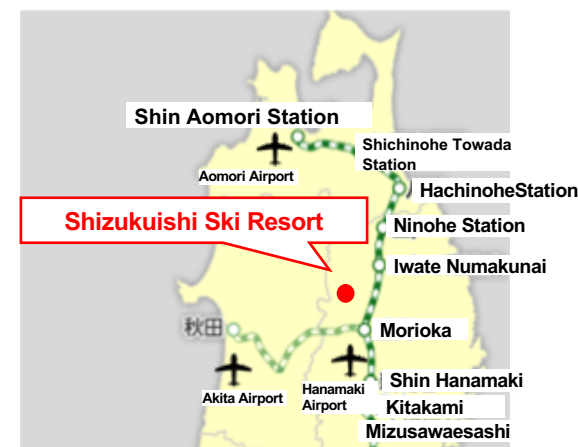 Shin Aomori Station
Shichinohe Towada
Station
Aomori Airport
HachinoheStation
Shizukuishi Ski Resort
Ninohe Station
Iwate Numakunai
秋田
Morioka
Akita Airport
Hanamaki
Airport
Shin Hanamaki
Kitakami
Mizusawaesashi